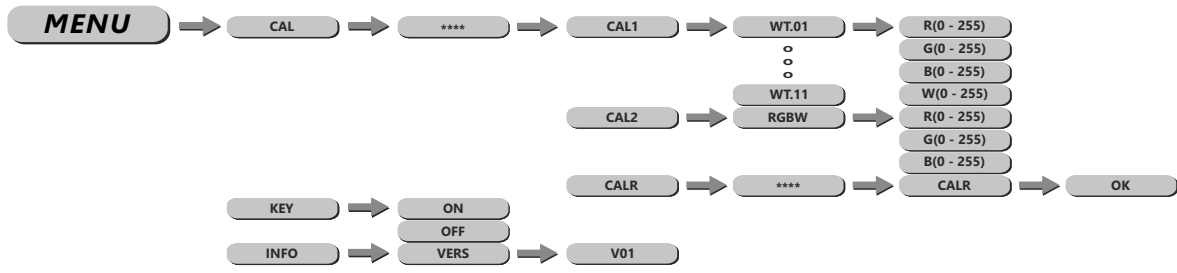 MENU CAL **** CAL1 WT.01 R(0 - 255)
G(0 - 255)
B(0 - 255)
WT.11 W(0 - 255)
CAL2 RGBW R(0 - 255)
G(0 - 255)
B(0 - 255)
CALR **** CALR OK
KEY ON
OFF
INFO VERS V01